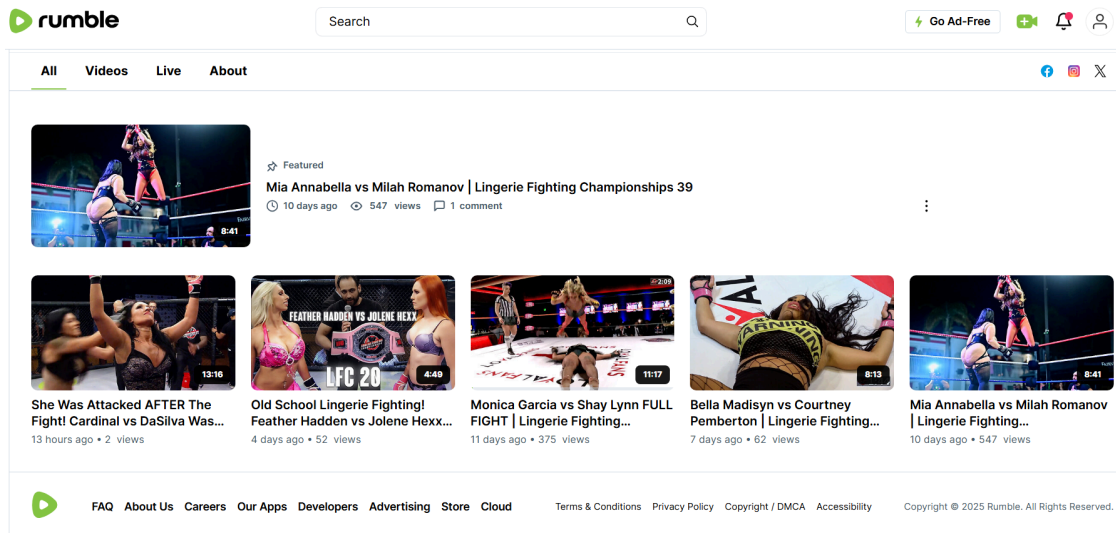 rumble
Search
Go Ad-Free
All Videos Live About
8:41
Featured
Mia Annabella vs Milah Romanov | Lingerie Fighting Championships 39
10 days ago 547 views 1 comment
13:16
FEATHER HADDEN VS JOLENE HEXX
LFC 20
4:49
2:09
11:17
WARNING
8:13
8:41
She Was Attacked AFTER The
Fight! Cardinal vs DaSilva Was...
13 hours ago • 2 views
Old School Lingerie Fighting!
Feather Hadden vs Jolene Hexx...
4 days ago • 52 views
Monica Garcia vs Shay Lynn FULL
FIGHT | Lingerie Fighting...
11 days ago • 375 views
Bella Madisyn vs Courtney
Pemberton | Lingerie Fighting...
7 days ago • 62 views
Mia Annabella vs Milah Romanov
| Lingerie Fighting...
10 days ago • 547 views
FAQ About Us Careers Our Apps Developers Advertising Store Cloud Terms & Conditions Privacy Policy Copyright / DMCA Accessibility Copyright © 2025 Rumble. All Rights Reserved.